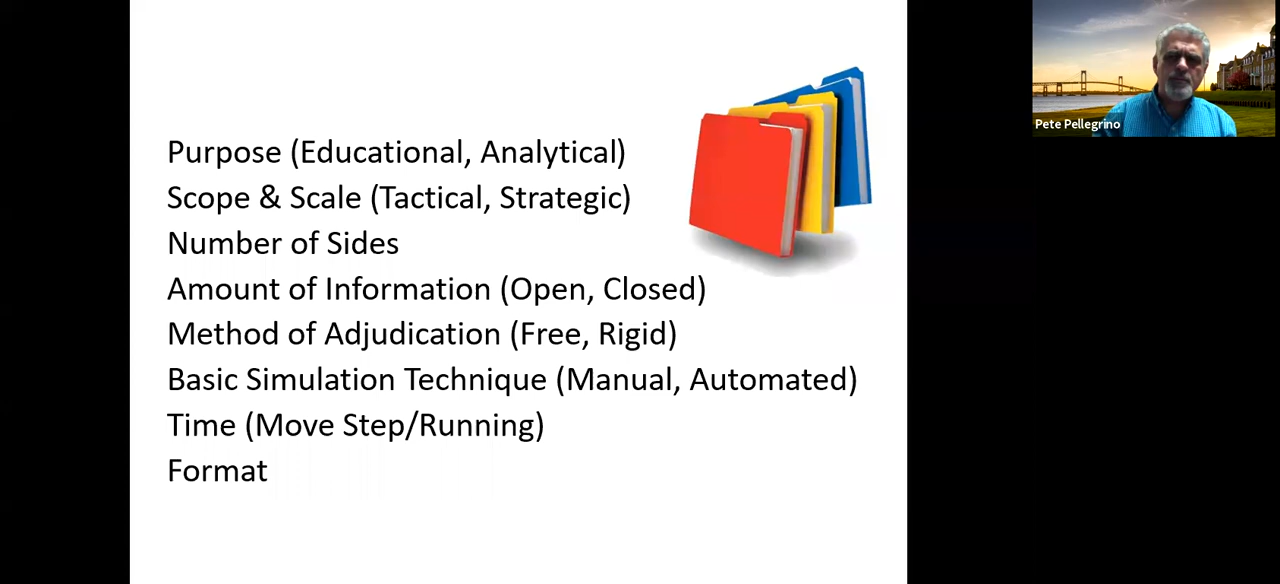 Purpose (Educational, Analytical)
Scope & Scale (Tactical, Strategic)
Number of Sides
Amount of Information (Open, Closed)
Method of Adjudication (Free, Rigid)
Basic Simulation Technique (Manual, Automated)
Time (Move Step/Running)
Format
Pete Pellegrino